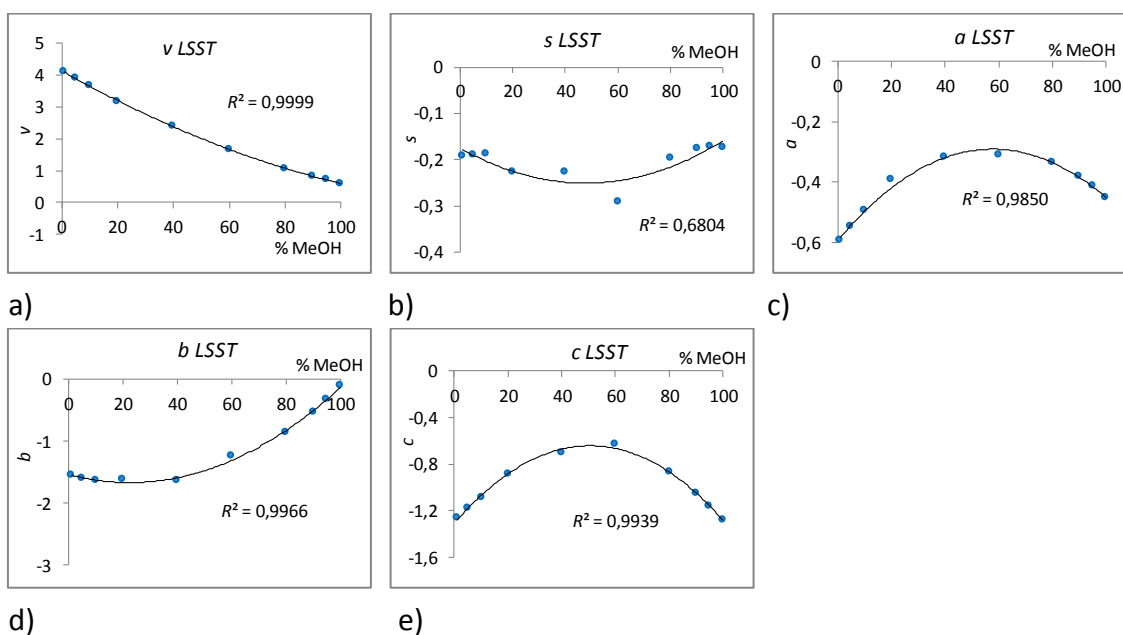 v LSST
5
4
3
2
1
0
-1
v
0 20 40 60 80 100
% MeOH
R² = 0,9999
a)
s LSST
% MeOH
0
-0,1
-0,2
-0,3
-0,4
s
0 20 40 60 80 100
R² = 0,6804
b)
a LSST
% MeOH
0
-0,2
-0,4
-0,6
a
0 20 40 60 80 100
R² = 0,9850
c)
b LSST
% MeOH
0
-1
-2
-3
b
0 20 40 60 80 100
R² = 0,9966
d)
c LSST
% MeOH
0
-0,4
-0,8
-1,2
-1,6
c
0 20 40 60 80 100
R² = 0,9939
e)